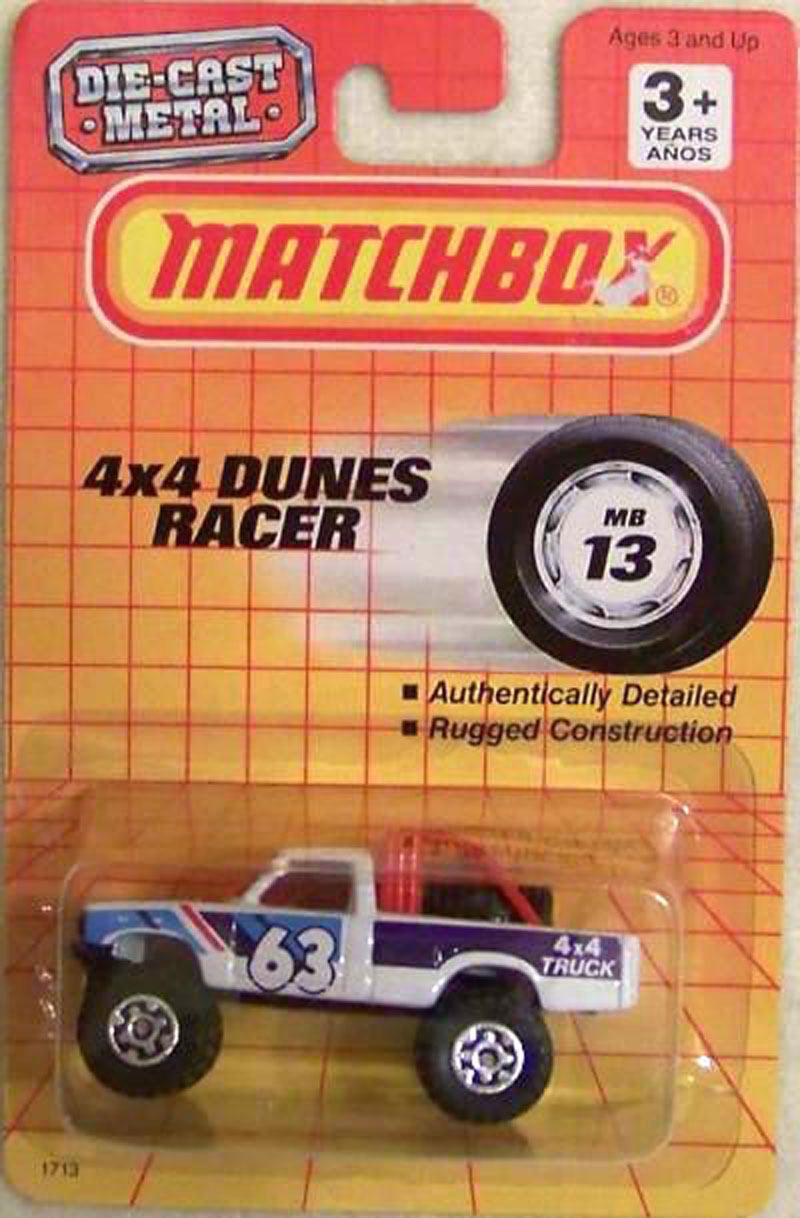 DIE-CAST
• METAL •
Ages 3 and Up
3+
YEARS
AÑOS
MATCHBOX®
4x4 DUNES
RACER
MB
13
■ Authentically Detailed
■ Rugged Construction
63
4x4
TRUCK
1713